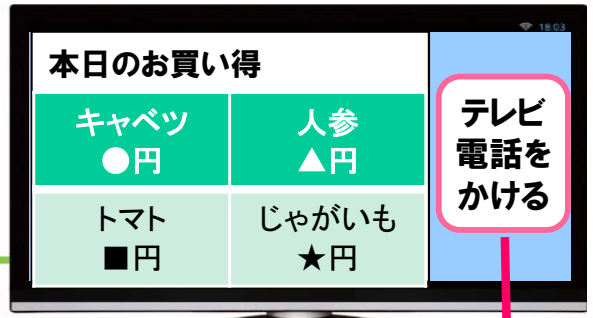 18:03
本日のお買い得
キャベツ
●円
人参
▲円
トマト
■円
じゃがいも
★円
テレビ
電話を
かける